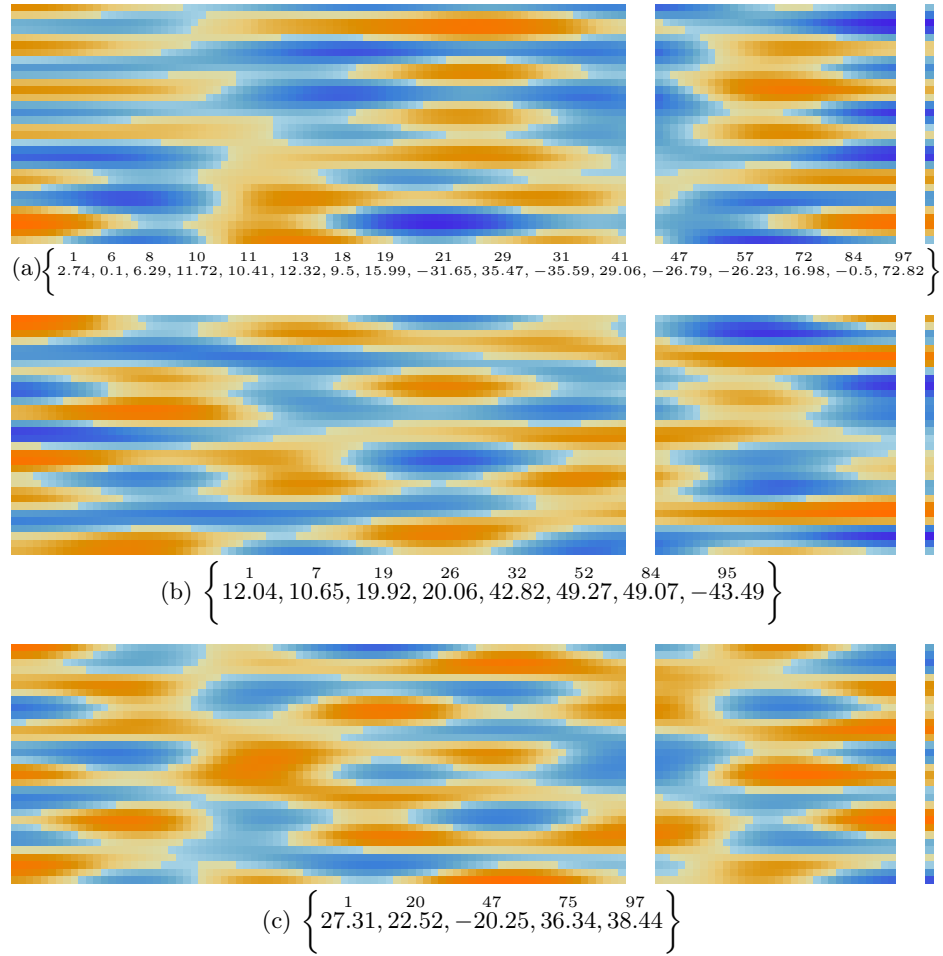 1 6 8 10 11 13 18 19 21 29 31 41 47 57 72 84 97
(a) { 2.74, 0.1, 6.29, 11.72, 10.41, 12.32, 9.5, 15.99, −31.65, 35.47, −35.59, 29.06, −26.79, −26.23, 16.98, −0.5, 72.82 }
1 7 19 26 32 52 84 95
(b) { 12.04, 10.65, 19.92, 20.06, 42.82, 49.27, 49.07, −43.49 }
1 20 47 75 97
(c) { 27.31, 22.52, −20.25, 36.34, 38.44 }